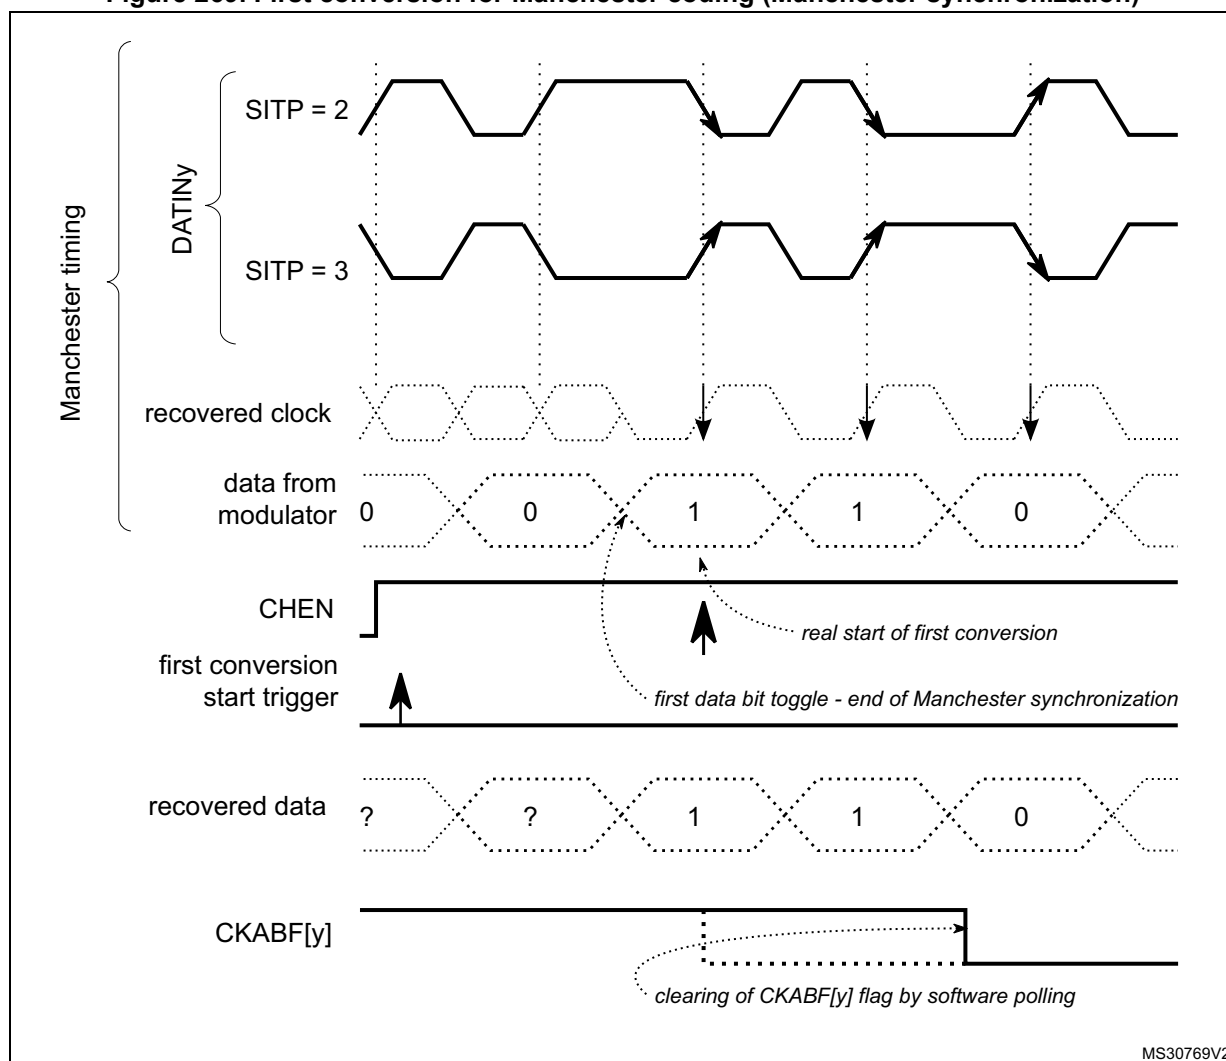 Figure 209. First conversion for Manchester coding (Manchester synchronization)
SITP = 2
DATINy
SITP = 3
Manchester timing
recovered clock
data from
modulator
0 0 1 1 0
CHEN
real start of first conversion
first conversion
start trigger
first data bit toggle - end of Manchester synchronization
recovered data
? ? 1 1 0
CKABF[y]
clearing of CKABF[y] flag by software polling
MS30769V2